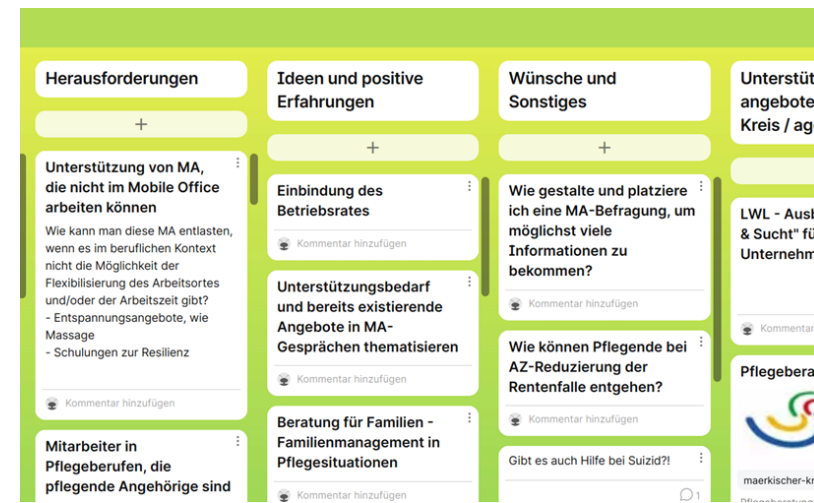 Herausforderungen
+
Unterstützung von MA,
die nicht im Mobile Office
arbeiten können
Wie kann man diese MA entlasten,
wenn es im beruflichen Kontext
nicht die Möglichkeit der
Flexibilisierung des Arbeitsortes
und/oder der Arbeitszeit gibt?
- Entspannungsangebote, wie
Massage
- Schulungen zur Resilienz
Kommentar hinzufügen
Mitarbeiter in
Pflegeberufen, die
pflegende Angehörige sind
Ideen und positive
Erfahrungen
+
Einbindung des
Betriebsrates
Kommentar hinzufügen
Unterstützungsbedarf
und bereits existierende
Angebote in MA-
Gesprächen thematisieren
Kommentar hinzufügen
Beratung für Familien -
Familienmanagement in
Pflegesituationen
Kommentar hinzufügen
Wünsche und
Sonstiges
+
Wie gestalte und platziere
ich eine MA-Befragung, um
möglichst viele
Informationen zu
bekommen?
Kommentar hinzufügen
Wie können Pflegende bei
AZ-Reduzierung der
Rentenfalle entgehen?
Kommentar hinzufügen
Gibt es auch Hilfe bei Suizid?!
1
Unterstüt
angebote
Kreis / ag
LWL - Ausb
& Sucht" fü
Unternehm
Kommentar
Pflegebera
maerkischer-kr